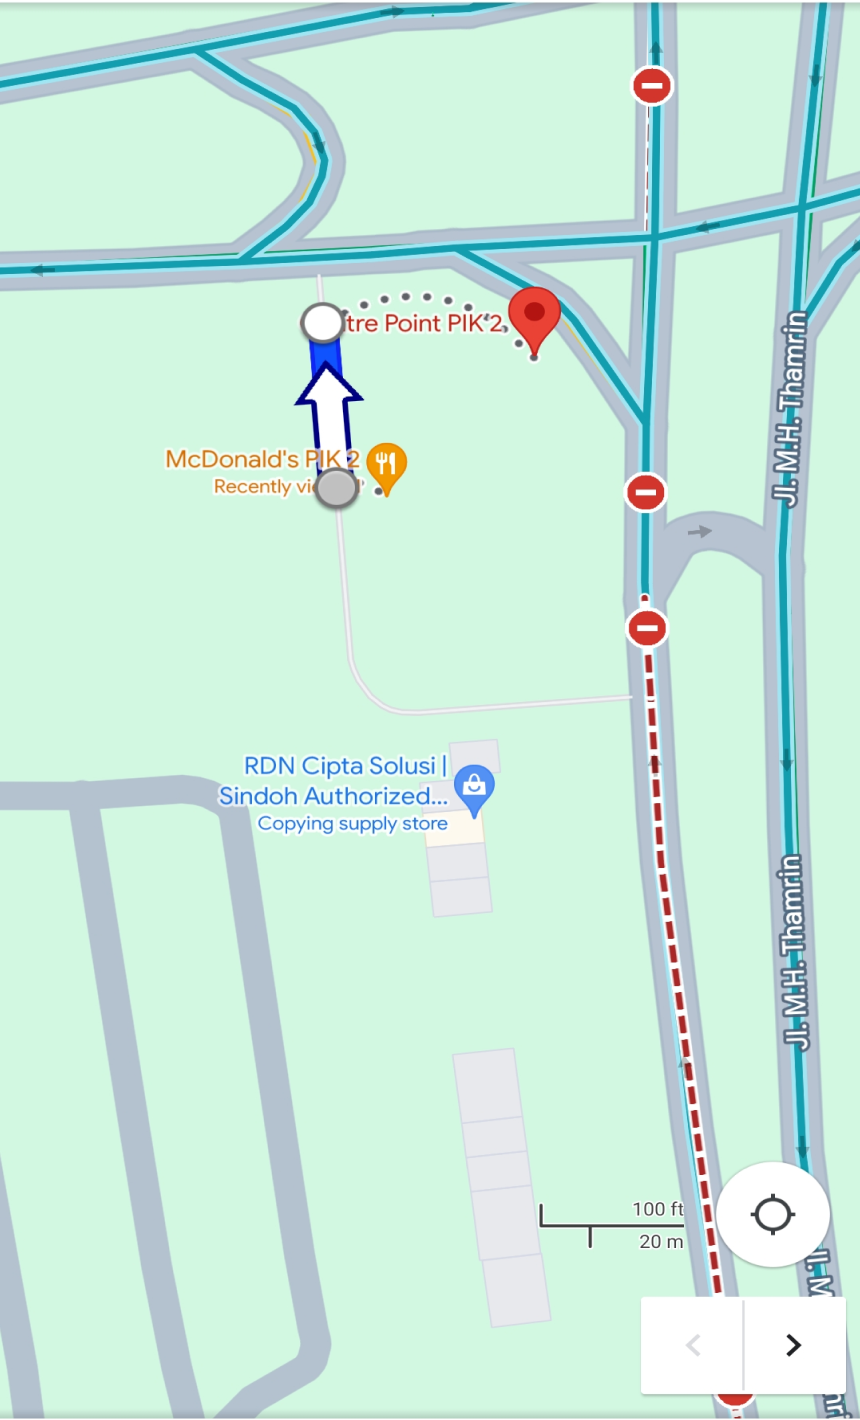 tre Point PIK 2
Jl. M.H. Thamrin
McDonald's PIK 2
Recently vi
RDN Cipta Solusi |
Sindoh Authorized...
Copying supply store
Jl. M.H. Thamrin
100 ft
20 m
Jl. M